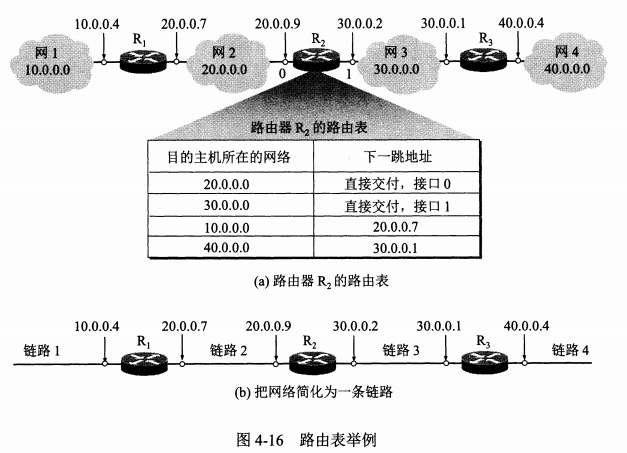 10.0.0.4 R1 20.0.0.7 20.0.0.9 R2 30.0.0.2 30.0.0.1 R3 40.0.0.4
网1 网2 网3 网4
10.0.0.0 20.0.0.0 0 1 30.0.0.0 40.0.0.0
路由器 R2 的路由表
目的主机所在的网络 下一跳地址
20.0.0.0 直接交付，接口 0
30.0.0.0 直接交付，接口 1
10.0.0.0 20.0.0.7
40.0.0.0 30.0.0.1
(a) 路由器 R2 的路由表
10.0.0.4 R1 20.0.0.7 20.0.0.9 R2 30.0.0.2 30.0.0.1 R3 40.0.0.4
链路 1 链路 2 链路 3 链路 4
(b) 把网络简化为一条链路
图 4-16 路由表举例